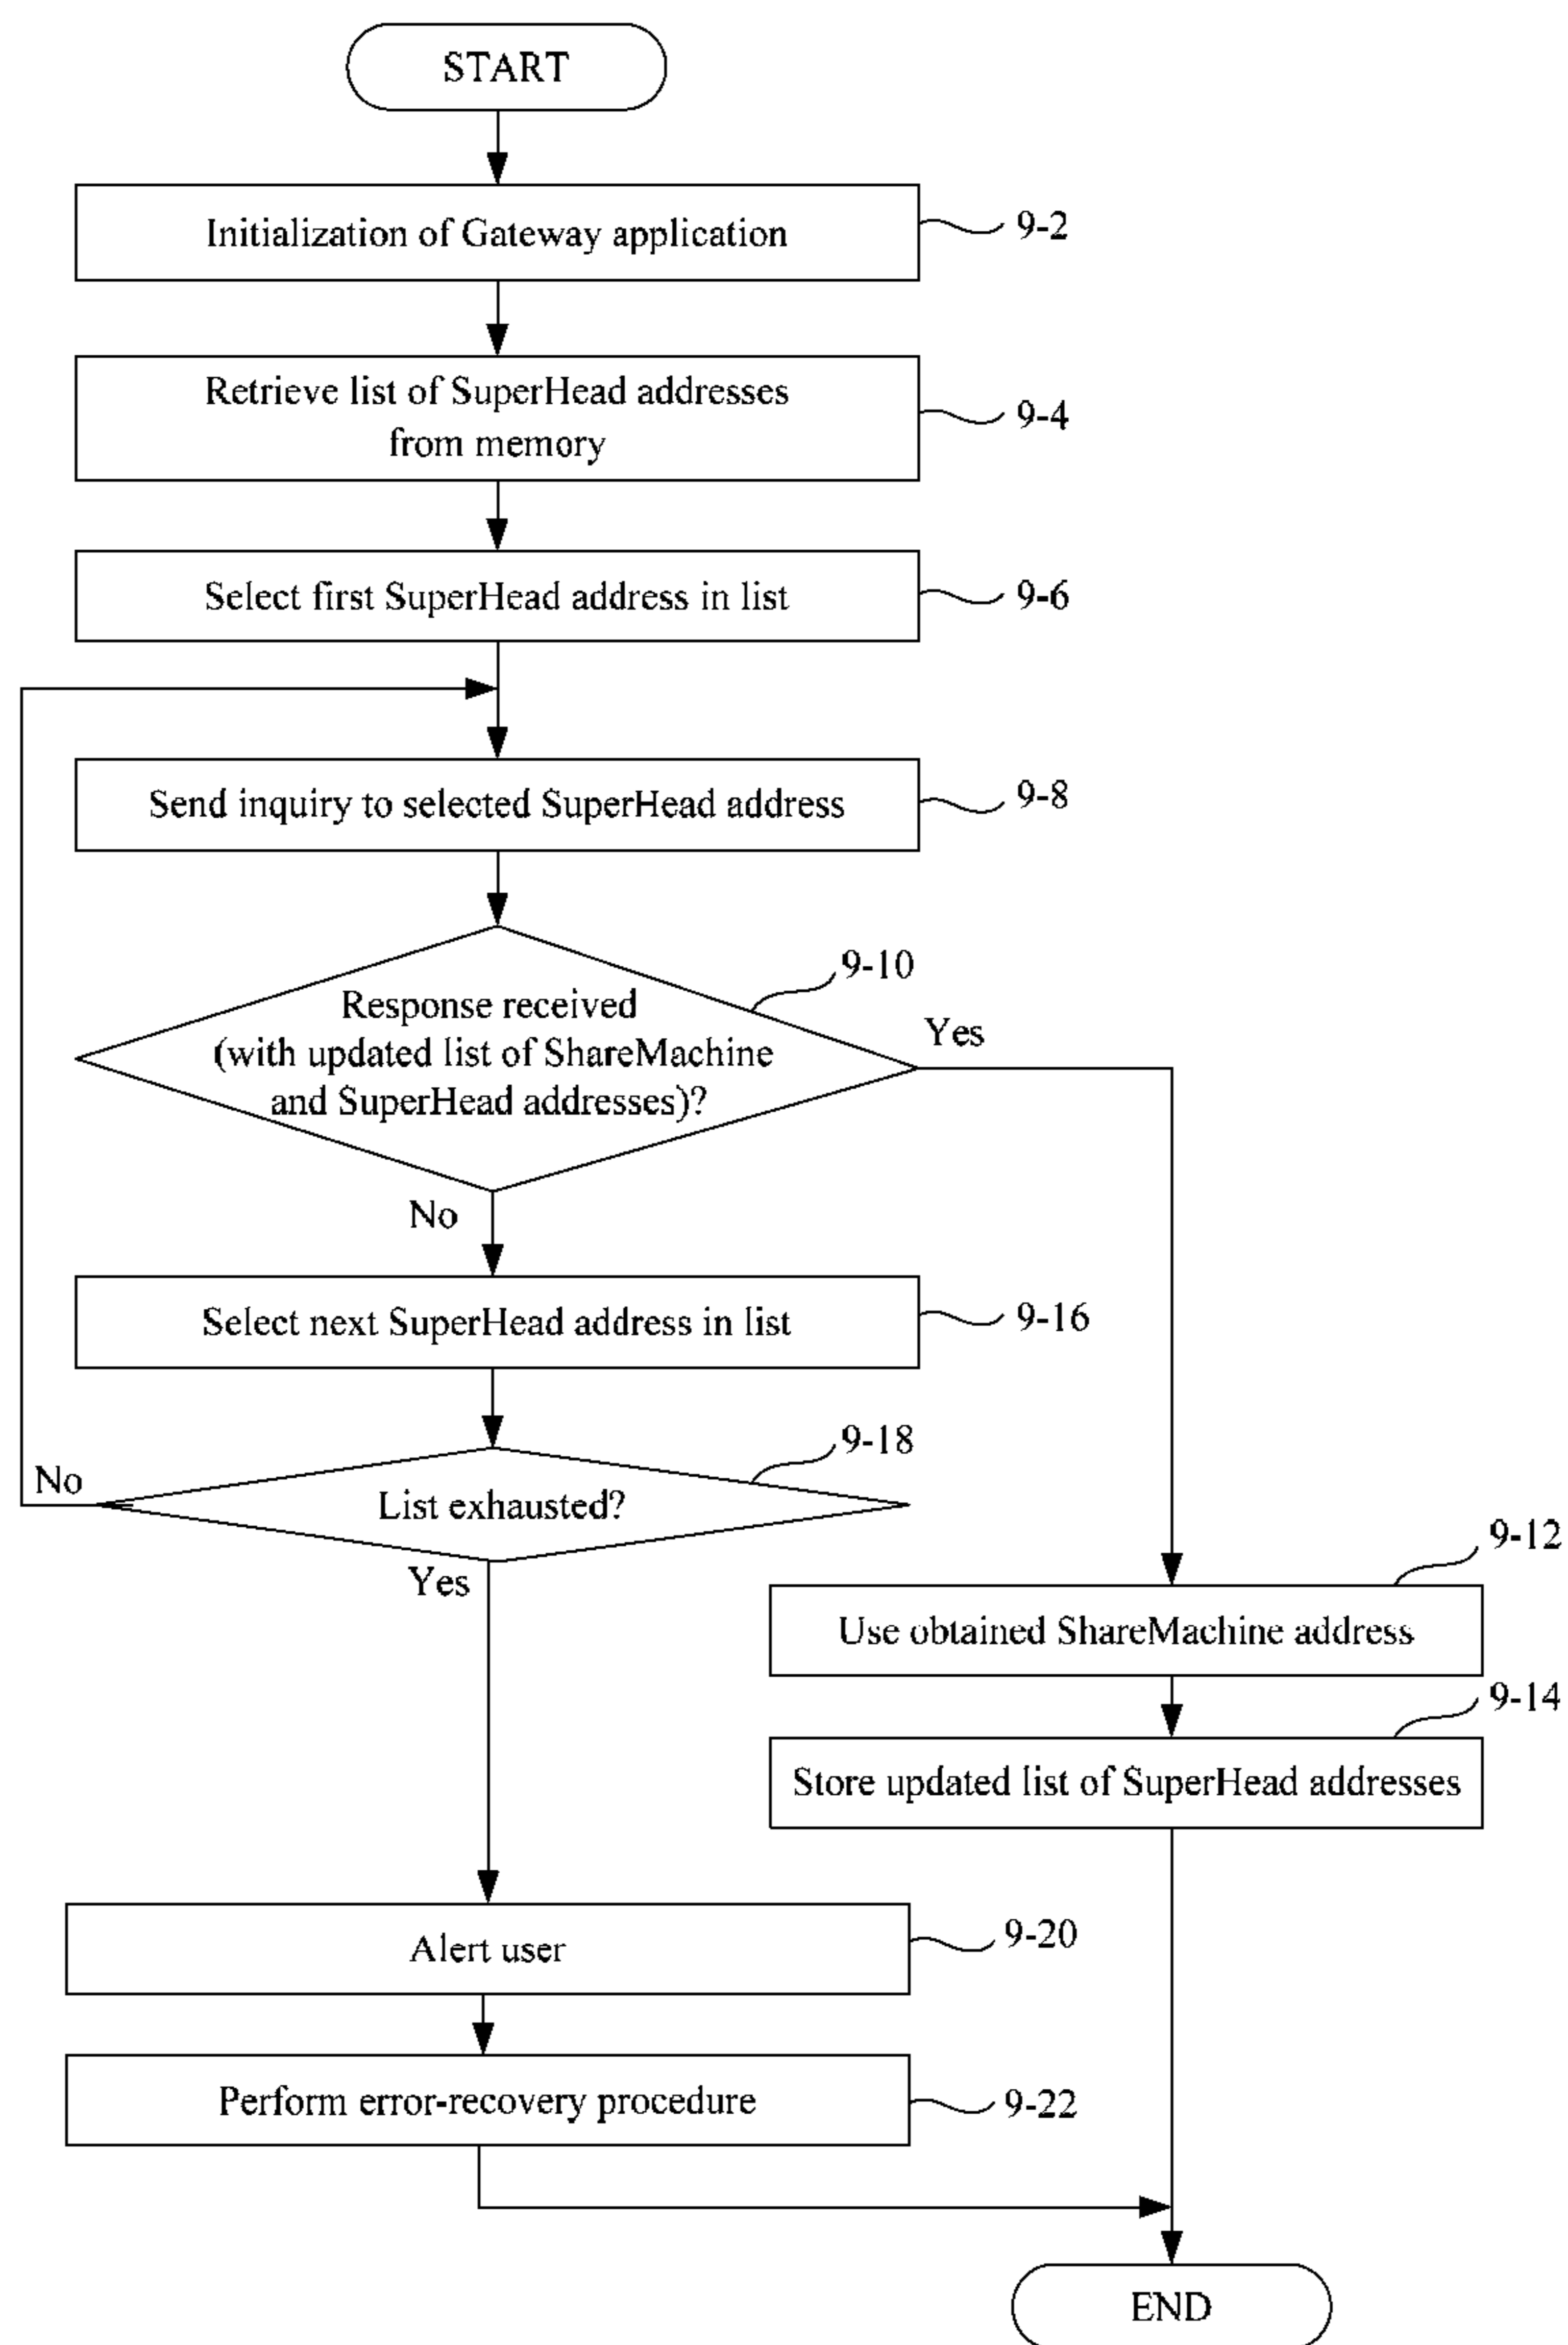 START
Initialization of Gateway application
9-2
Retrieve list of SuperHead addresses
from memory
9-4
Select first SuperHead address in list
9-6
Send inquiry to selected SuperHead address
9-8
9-10
Response received
(with updated list of ShareMachine
and SuperHead addresses)?
Yes
No
Select next SuperHead address in list
9-16
9-18
List exhausted?
No
Yes
9-12
Use obtained ShareMachine address
9-14
Store updated list of SuperHead addresses
Alert user
9-20
Perform error-recovery procedure
9-22
END